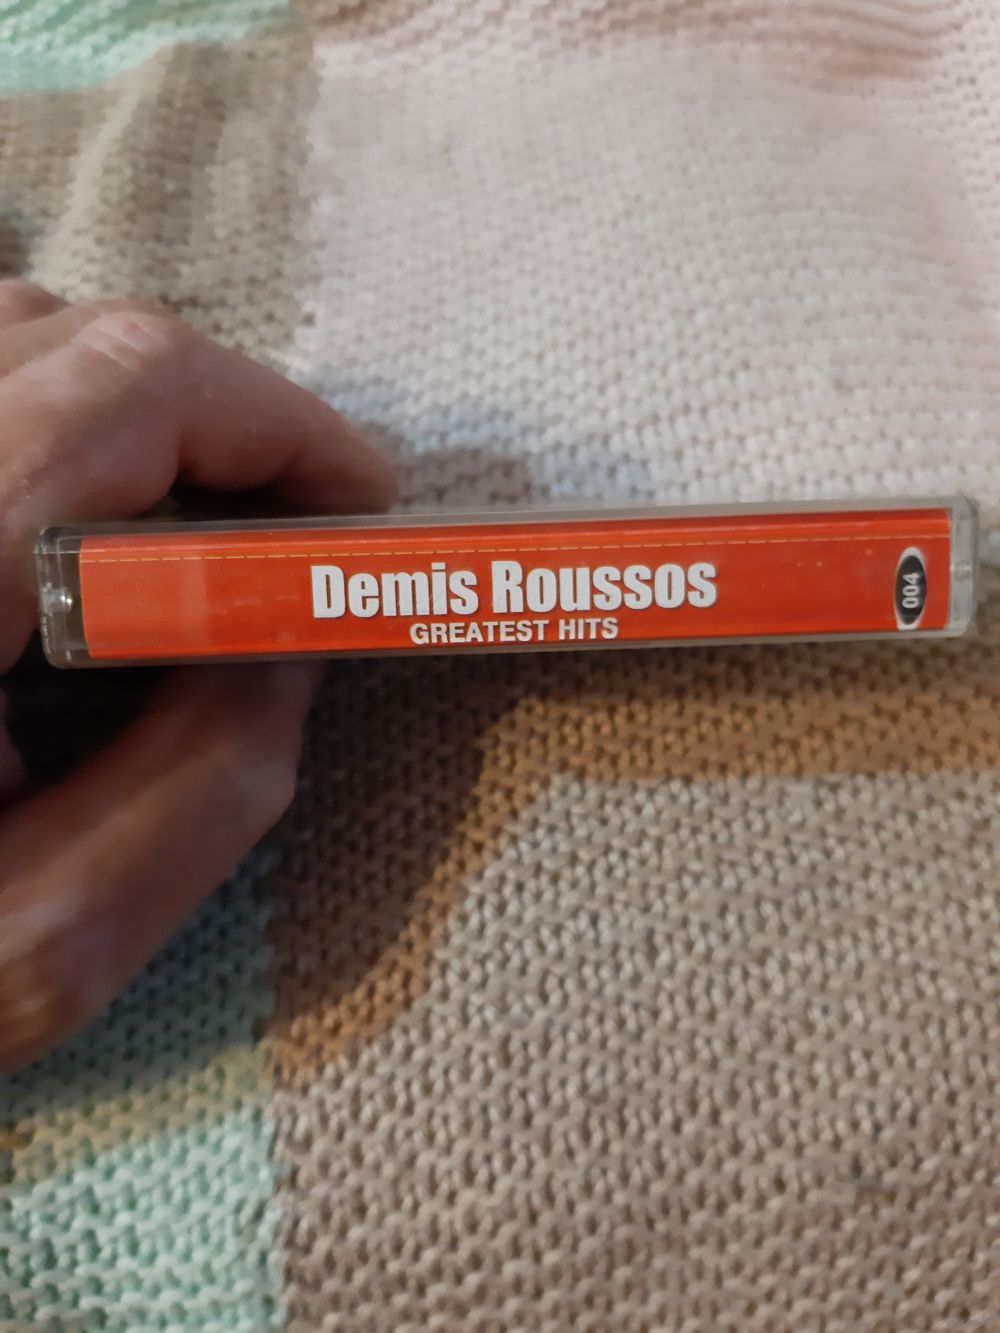 Demis Roussos
GREATEST HITS
004